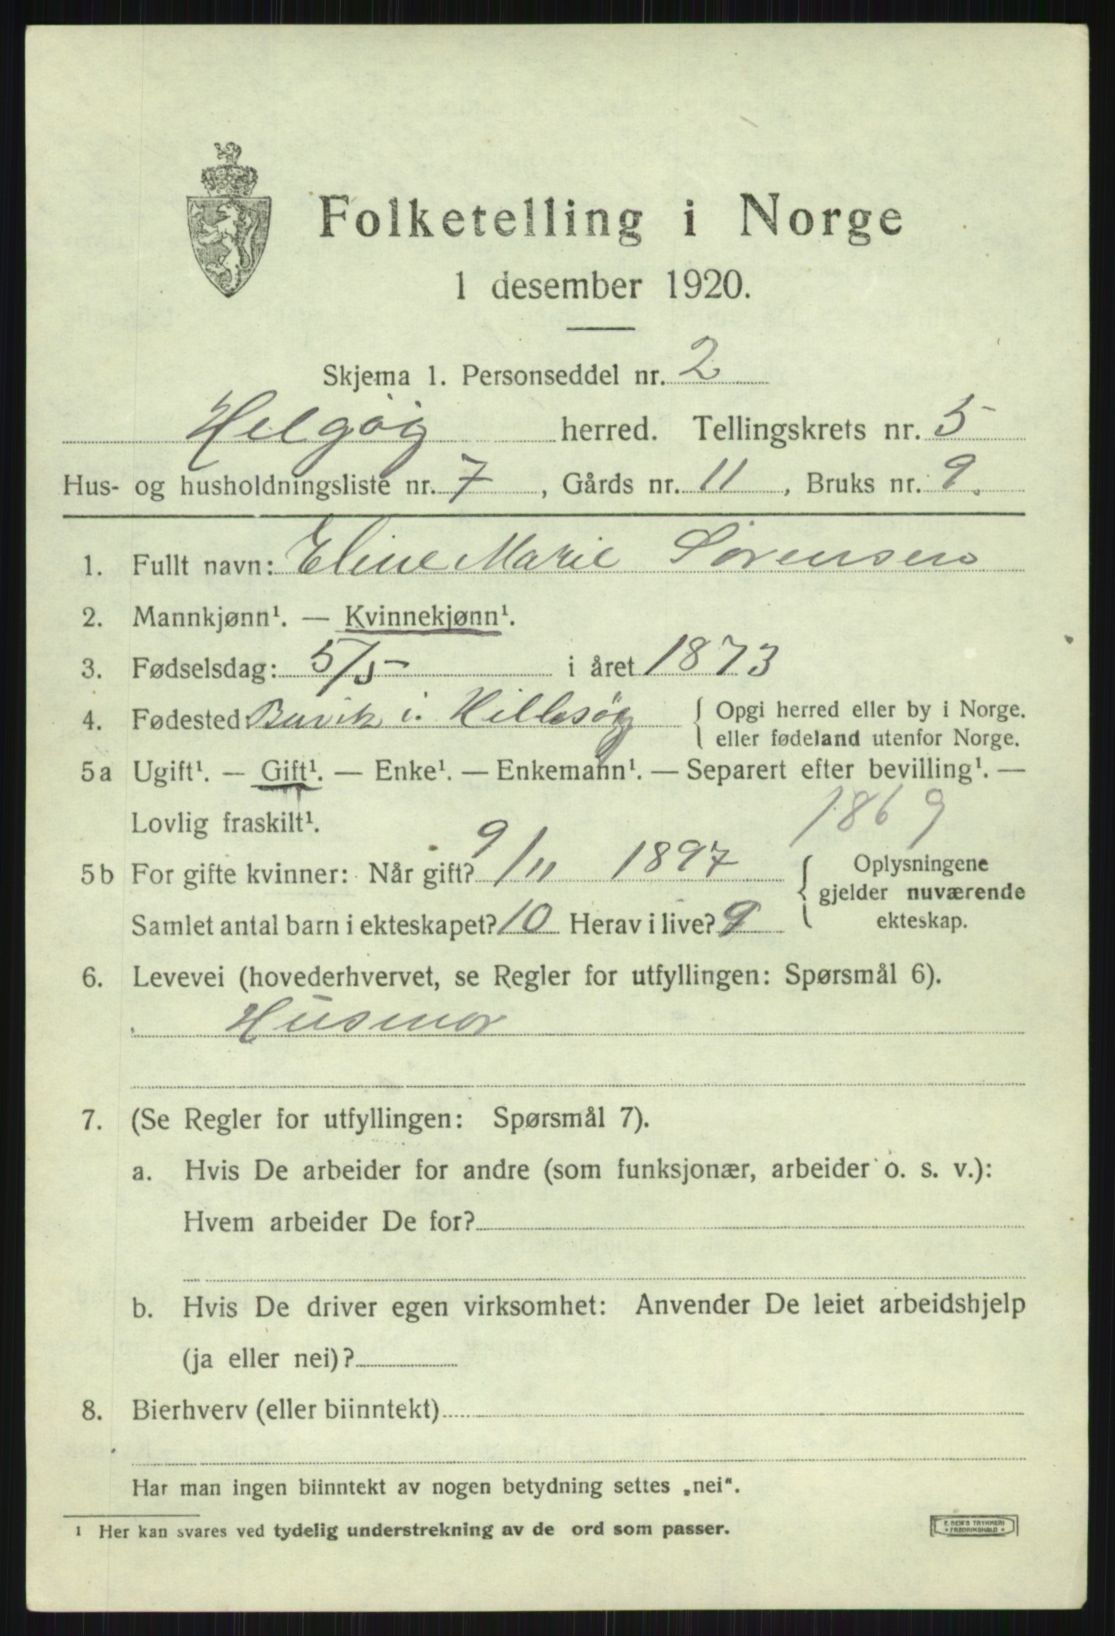 Folketelling i Norge
1 desember 1920.
Skjema 1. Personseddel nr. 2
Helgøy herred. Tellingskrets nr. 5
Hus- og husholdningsliste nr. 7, Gårds nr. 11, Bruks nr. 9.
1. Fullt navn: Eline Marie Sørensen
2. Mannkjønn¹. — Kvinnekjønn¹.
3. Fødselsdag: 5/5 i året 1873
4. Fødested: Buvik i Hillesøy { Opgi herred eller by i Norge,
eller fødeland utenfor Norge.
5a Ugift¹. — Gift¹. — Enke¹. — Enkemann¹. — Separert efter bevilling¹. —
Lovlig fraskilt¹. 1869
5b For gifte kvinner: Når gift? 9/11 1897 { Oplysningene
gjelder nuværende
Samlet antal barn i ekteskapet? 10 Herav i live? 9 ekteskap.
6. Levevei (hovederhvervet, se Regler for utfyllingen: Spørsmål 6).
Husmor
7. (Se Regler for utfyllingen: Spørsmål 7).
a. Hvis De arbeider for andre (som funksjonær, arbeider o. s. v.):
Hvem arbeider De for?
b. Hvis De driver egen virksomhet: Anvender De leiet arbeidshjelp
(ja eller nei)?
8. Bierhverv (eller biinntekt)
Har man ingen biinntekt av nogen betydning settes „nei“.
1 Her kan svares ved tydelig understrekning av de ord som passer.